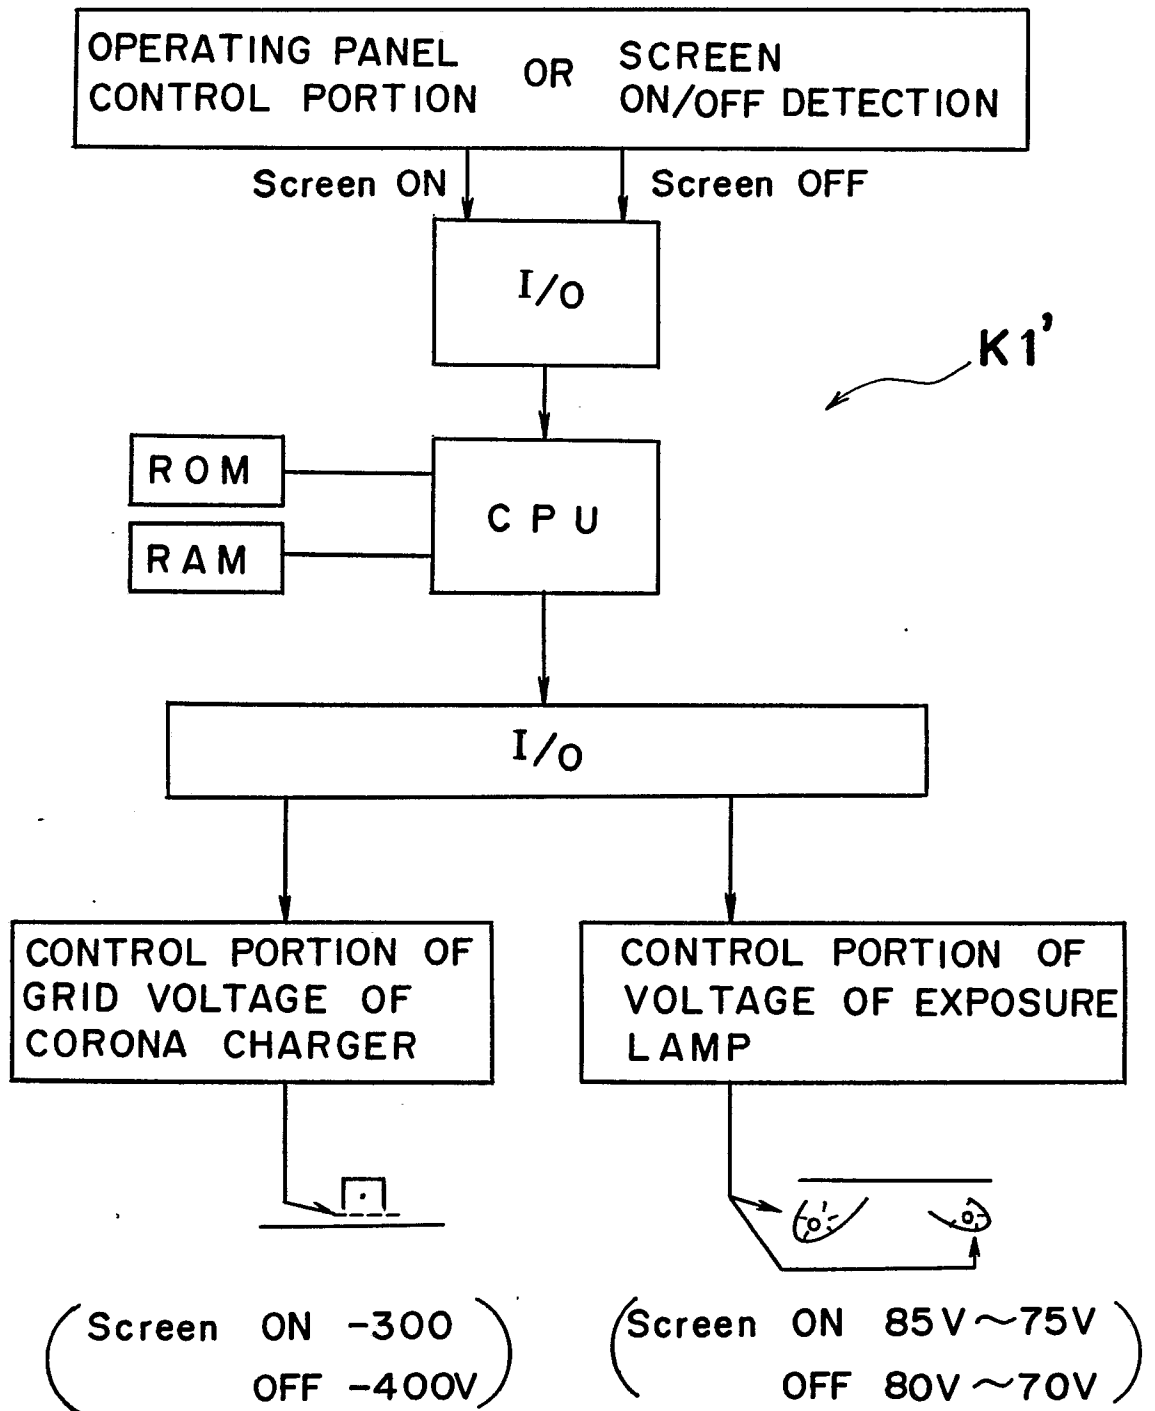 OPERATING PANEL
CONTROL PORTION
OR
SCREEN
ON/OFF DETECTION
Screen ON
Screen OFF
I/O
K1'
ROM
RAM
CPU
I/O
CONTROL PORTION OF
GRID VOLTAGE OF
CORONA CHARGER
CONTROL PORTION OF
VOLTAGE OF EXPOSURE
LAMP
(Screen ON -300
OFF -400V)
(Screen ON 85V~75V
OFF 80V~70V)